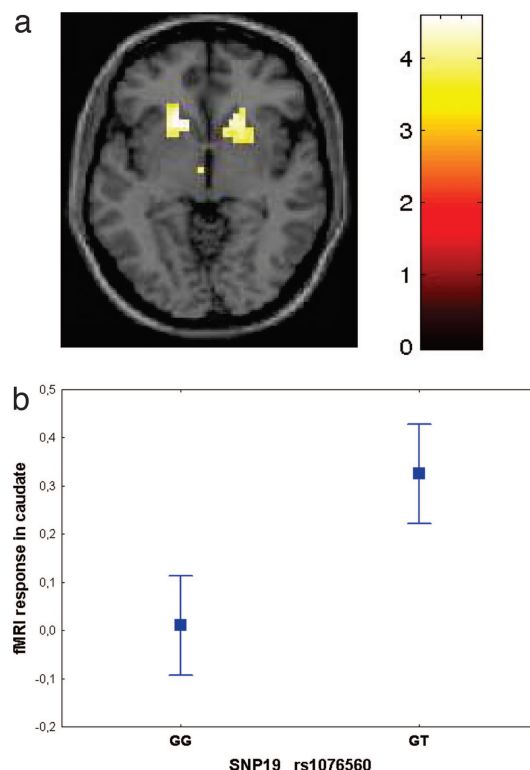 a
4
3
2
1
0
b
0,5
0,4
0,3
0,2
0,1
0,0
-0,1
-0,2
fMRI response in caudate
GG GT
SNP19 rs1076560